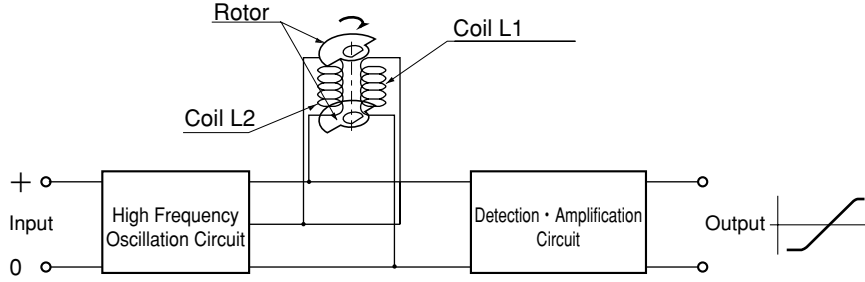 Rotor
Coil L1
Coil L2
+
Input
0
High Frequency
Oscillation Circuit
Detection・Amplification
Circuit
Output